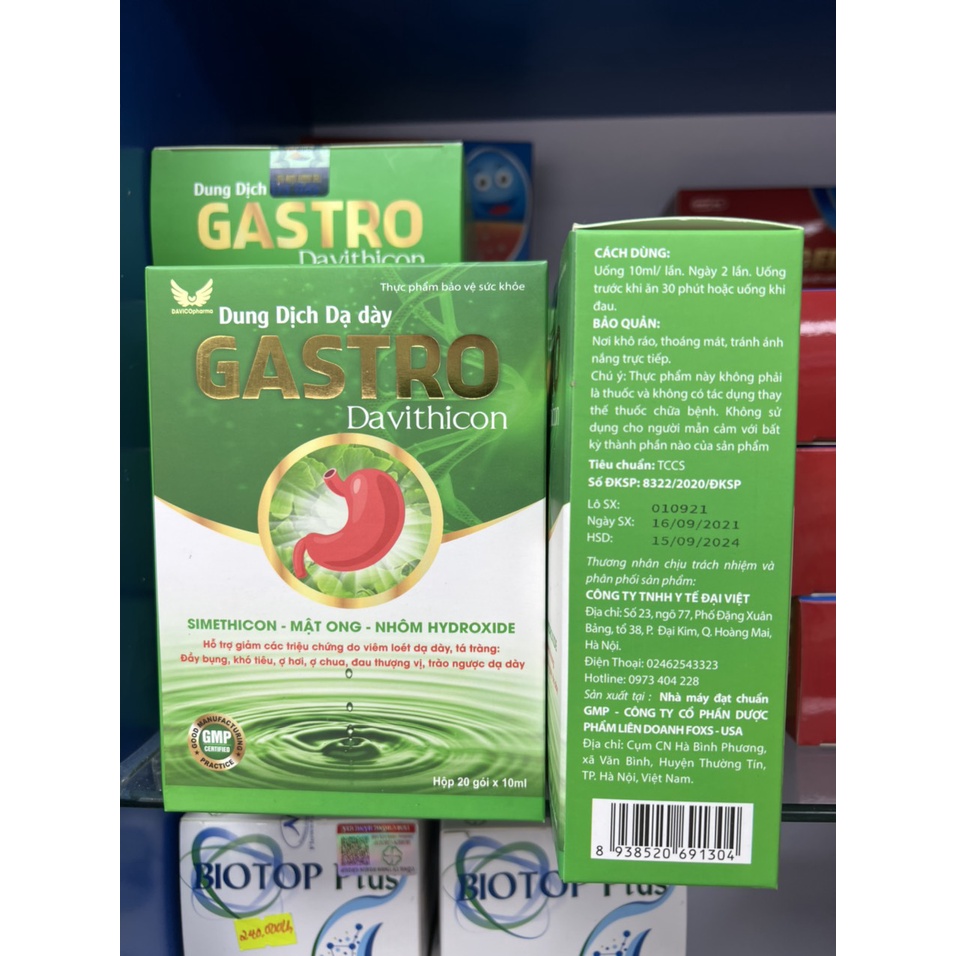 Dung Dịch
GASTRO
Davithicon
DAVICOpharma
Thực phẩm bảo vệ sức khỏe
Dung Dịch Dạ dày
GASTRO
Davithicon
SIMETHICON - MẬT ONG - NHÔM HYDROXIDE
Hỗ trợ giảm các triệu chứng do viêm loét dạ dày, tá tràng:
Đầy bụng, khó tiêu, ợ hơi, ợ chua, đau thượng vị, trào ngược dạ dày
GOOD MANUFACTURING
GMP
CERTIFIED
PRACTICE
Hộp 20 gói x 10ml
CÁCH DÙNG:
Uống 10ml/ lần. Ngày 2 lần. Uống
trước khi ăn 30 phút hoặc uống khi
đau.
BẢO QUẢN:
Nơi khô ráo, thoáng mát, tránh ánh
nắng trực tiếp.
Chú ý: Thực phẩm này không phải
là thuốc và không có tác dụng thay
thế thuốc chữa bệnh. Không sử
dụng cho người mẫn cảm với bất
kỳ thành phần nào của sản phẩm
Tiêu chuẩn: TCCS
Số ĐKSP: 8322/2020/ĐKSP
Lô SX: 010921
Ngày SX: 16/09/2021
HSD: 15/09/2024
Thương nhân chịu trách nhiệm và
phân phối sản phẩm:
CÔNG TY TNHH Y TẾ ĐẠI VIỆT
Địa chỉ: Số 23, ngõ 77, Phố Đặng Xuân
Bảng, tổ 38, P. Đại Kim, Q. Hoàng Mai,
Hà Nội.
Điện Thoại: 02462543323
Hotline: 0973 404 228
Sản xuất tại : Nhà máy đạt chuẩn
GMP - CÔNG TY CỔ PHẦN DƯỢC
PHẨM LIÊN DOANH FOXS - USA
Địa chỉ: Cụm CN Hà Bình Phương,
xã Văn Bình, Huyện Thường Tín,
TP. Hà Nội, Việt Nam.
8 938520 691304
BIOTOP Plus
BIOTOP Plus